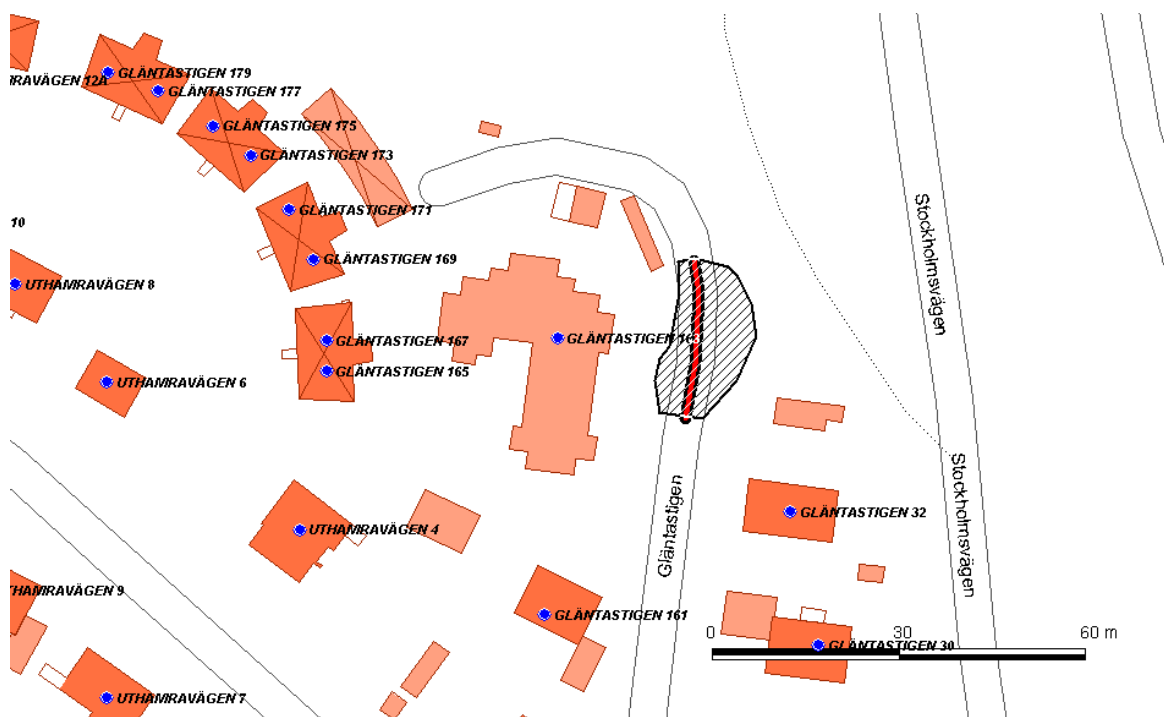 GLÄNTASTIGEN 179
RAVÄGEN 12A
GLÄNTASTIGEN 177
GLÄNTASTIGEN 175
GLÄNTASTIGEN 173
GLÄNTASTIGEN 171
10
Stockholmsvägen
GLÄNTASTIGEN 169
UTHAMRAVÄGEN 8
GLÄNTASTIGEN 167
GLÄNTASTIGEN 163
GLÄNTASTIGEN 165
UTHAMRAVÄGEN 6
Stockholmsvägen
GLÄNTASTIGEN 32
UTHAMRAVÄGEN 4
Gläntastigen
THAMRAVÄGEN 9
GLÄNTASTIGEN 161
0 30 60 m
GLÄNTASTIGEN 30
UTHAMRAVÄGEN 7